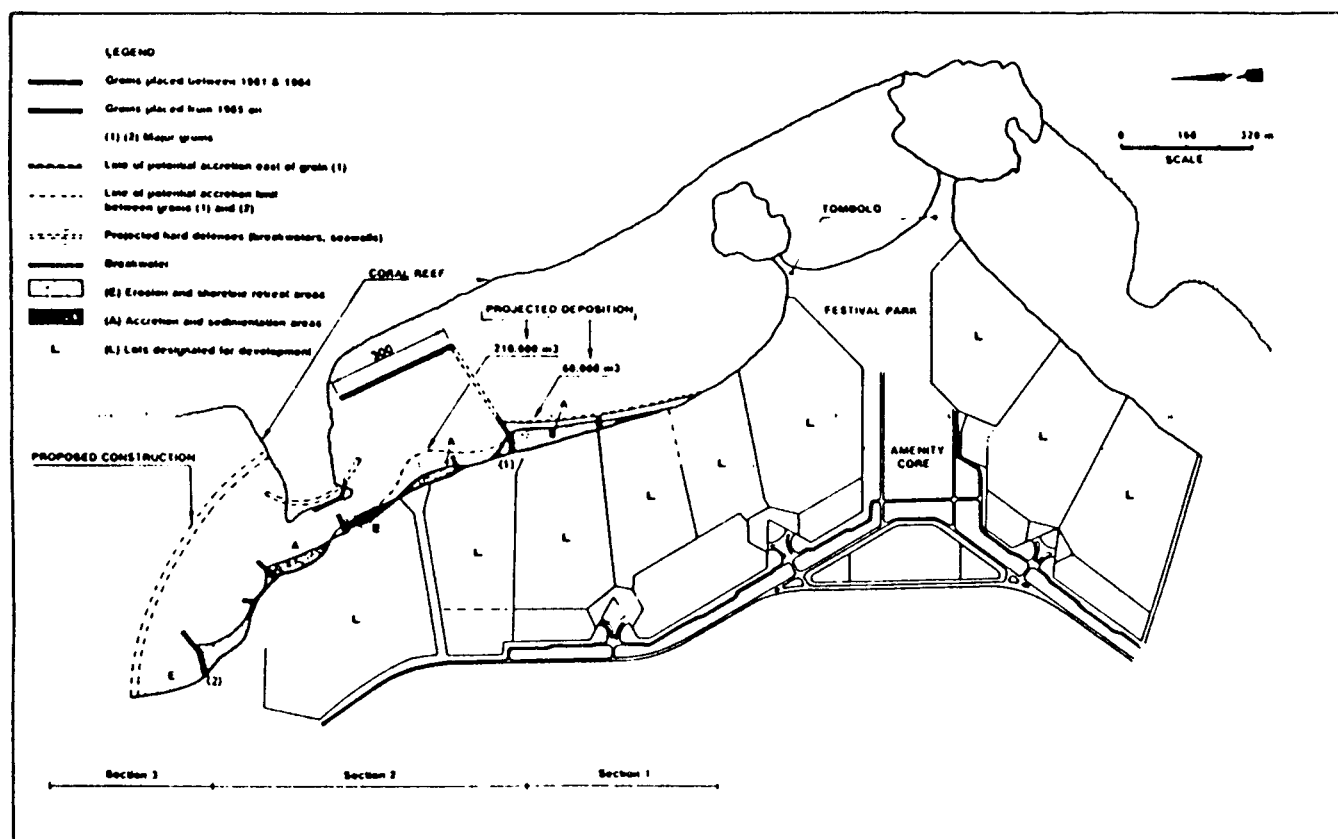 LEGEND
Groins placed between 1981 & 1984
Groins placed from 1985 on
(1) (2) Major groins
Line of potential accretion east of groin (1)
Line of potential accretion limit
between groins (1) and (2)
Projected hard defenses (breakwaters, seawalls)
Breakwater
(E) Erosion and shoreline retreat areas
(A) Accretion and sedimentation areas
L (L) Lots designated for development
0 160 320 m
SCALE
TOMBOLO
CORAL REEF
PROJECTED DEPOSITION
210.000 m3
60.000 m3
300
FESTIVAL PARK
AMENITY
CORE
PROPOSED CONSTRUCTION
A
A
A
E
E
(1)
(2)
L
L
L
L
L
L
L
L
Section 3
Section 2
Section 1